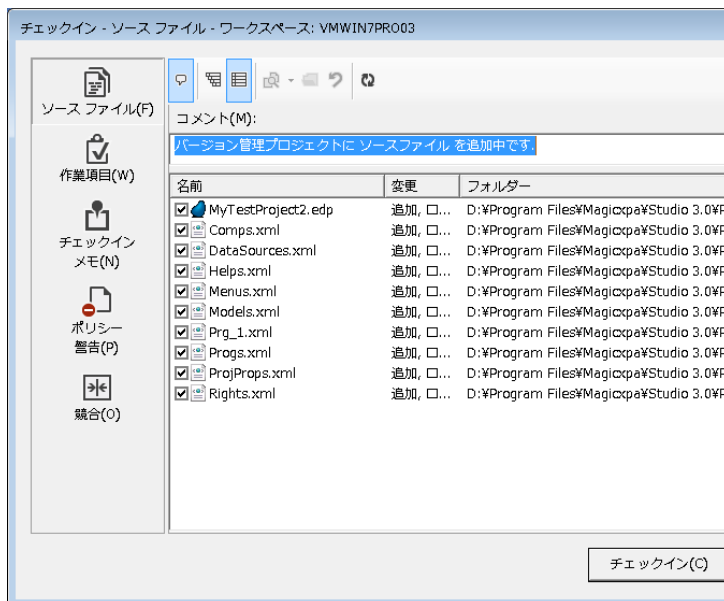 チェックイン - ソース ファイル - ワークスペース: VMWIN7PRO03
ソース ファイル(F)
作業項目(W)
チェックイン
メモ(N)
ポリシー
警告(P)
競合(O)
コメント(M):
バージョン管理プロジェクトに ソースファイル を追加中です.
名前 変更 フォルダー
MyTestProject2.edp 追加, ロ... D:¥Program Files¥Magicxpa¥Studio 3.0¥P
Comps.xml 追加, ロ... D:¥Program Files¥Magicxpa¥Studio 3.0¥P
DataSources.xml 追加, ロ... D:¥Program Files¥Magicxpa¥Studio 3.0¥P
Helps.xml 追加, ロ... D:¥Program Files¥Magicxpa¥Studio 3.0¥P
Menus.xml 追加, ロ... D:¥Program Files¥Magicxpa¥Studio 3.0¥P
Models.xml 追加, ロ... D:¥Program Files¥Magicxpa¥Studio 3.0¥P
Prg_1.xml 追加, ロ... D:¥Program Files¥Magicxpa¥Studio 3.0¥P
Progs.xml 追加, ロ... D:¥Program Files¥Magicxpa¥Studio 3.0¥P
ProjProps.xml 追加, ロ... D:¥Program Files¥Magicxpa¥Studio 3.0¥P
Rights.xml 追加, ロ... D:¥Program Files¥Magicxpa¥Studio 3.0¥P
チェックイン(C)